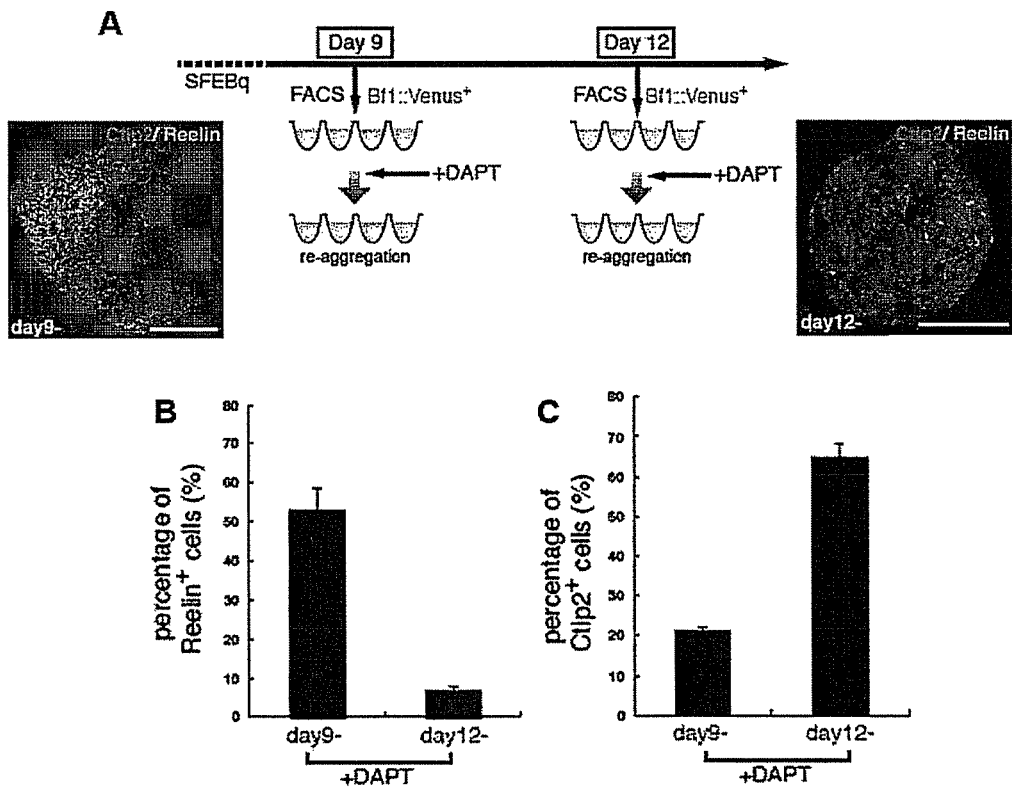 A
Day 9
Day 12
SFEBq
FACS Bf1::Venus+
FACS Bf1::Venus+
Ctip2/ Reelin
Ctip2/ Reelin
+DAPT
+DAPT
re-aggregation
re-aggregation
day9-
day12-
B
C
percentage of
Reelin+ cells (%)
80
70
60
50
40
30
20
10
0
day9-
day12-
+DAPT
percentage of
Ctip2+ cells (%)
80
70
60
50
40
30
20
10
0
day9-
day12-
+DAPT